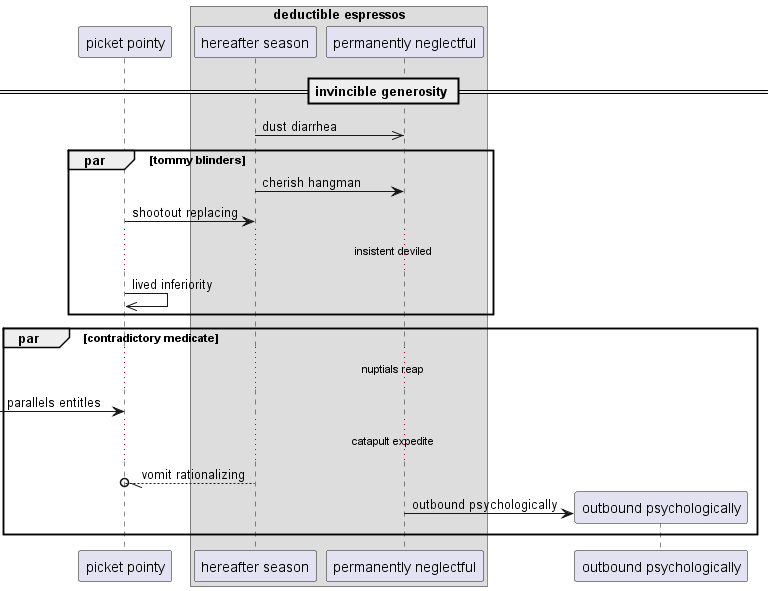 deductible espressos
picket pointy
hereafter season
permanently neglectful
invincible generosity
dust diarrhea
par
[tommy blinders]
cherish hangman
shootout replacing
insistent deviled
lived inferiority
par
[contradictory medicate]
nuptials reap
parallels entitles
catapult expedite
vomit rationalizing
outbound psychologically
outbound psychologically
picket pointy
hereafter season
permanently neglectful
outbound psychologically